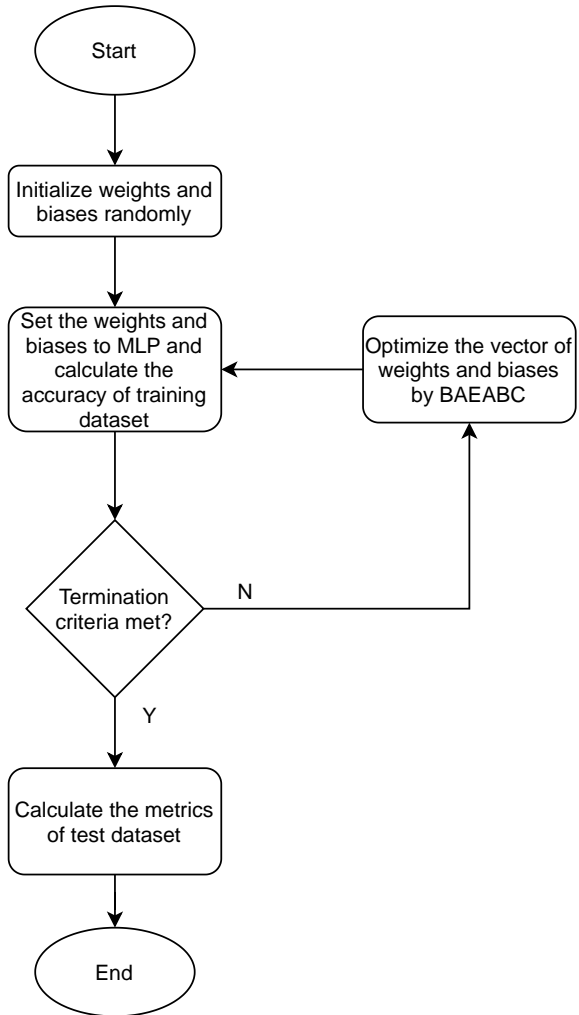 Start
Initialize weights and
biases randomly
Set the weights and
biases to MLP and
calculate the
accuracy of training
dataset
Optimize the vector of
weights and biases
by BAEABC
Termination
criteria met?
N
Y
Calculate the metrics
of test dataset
End